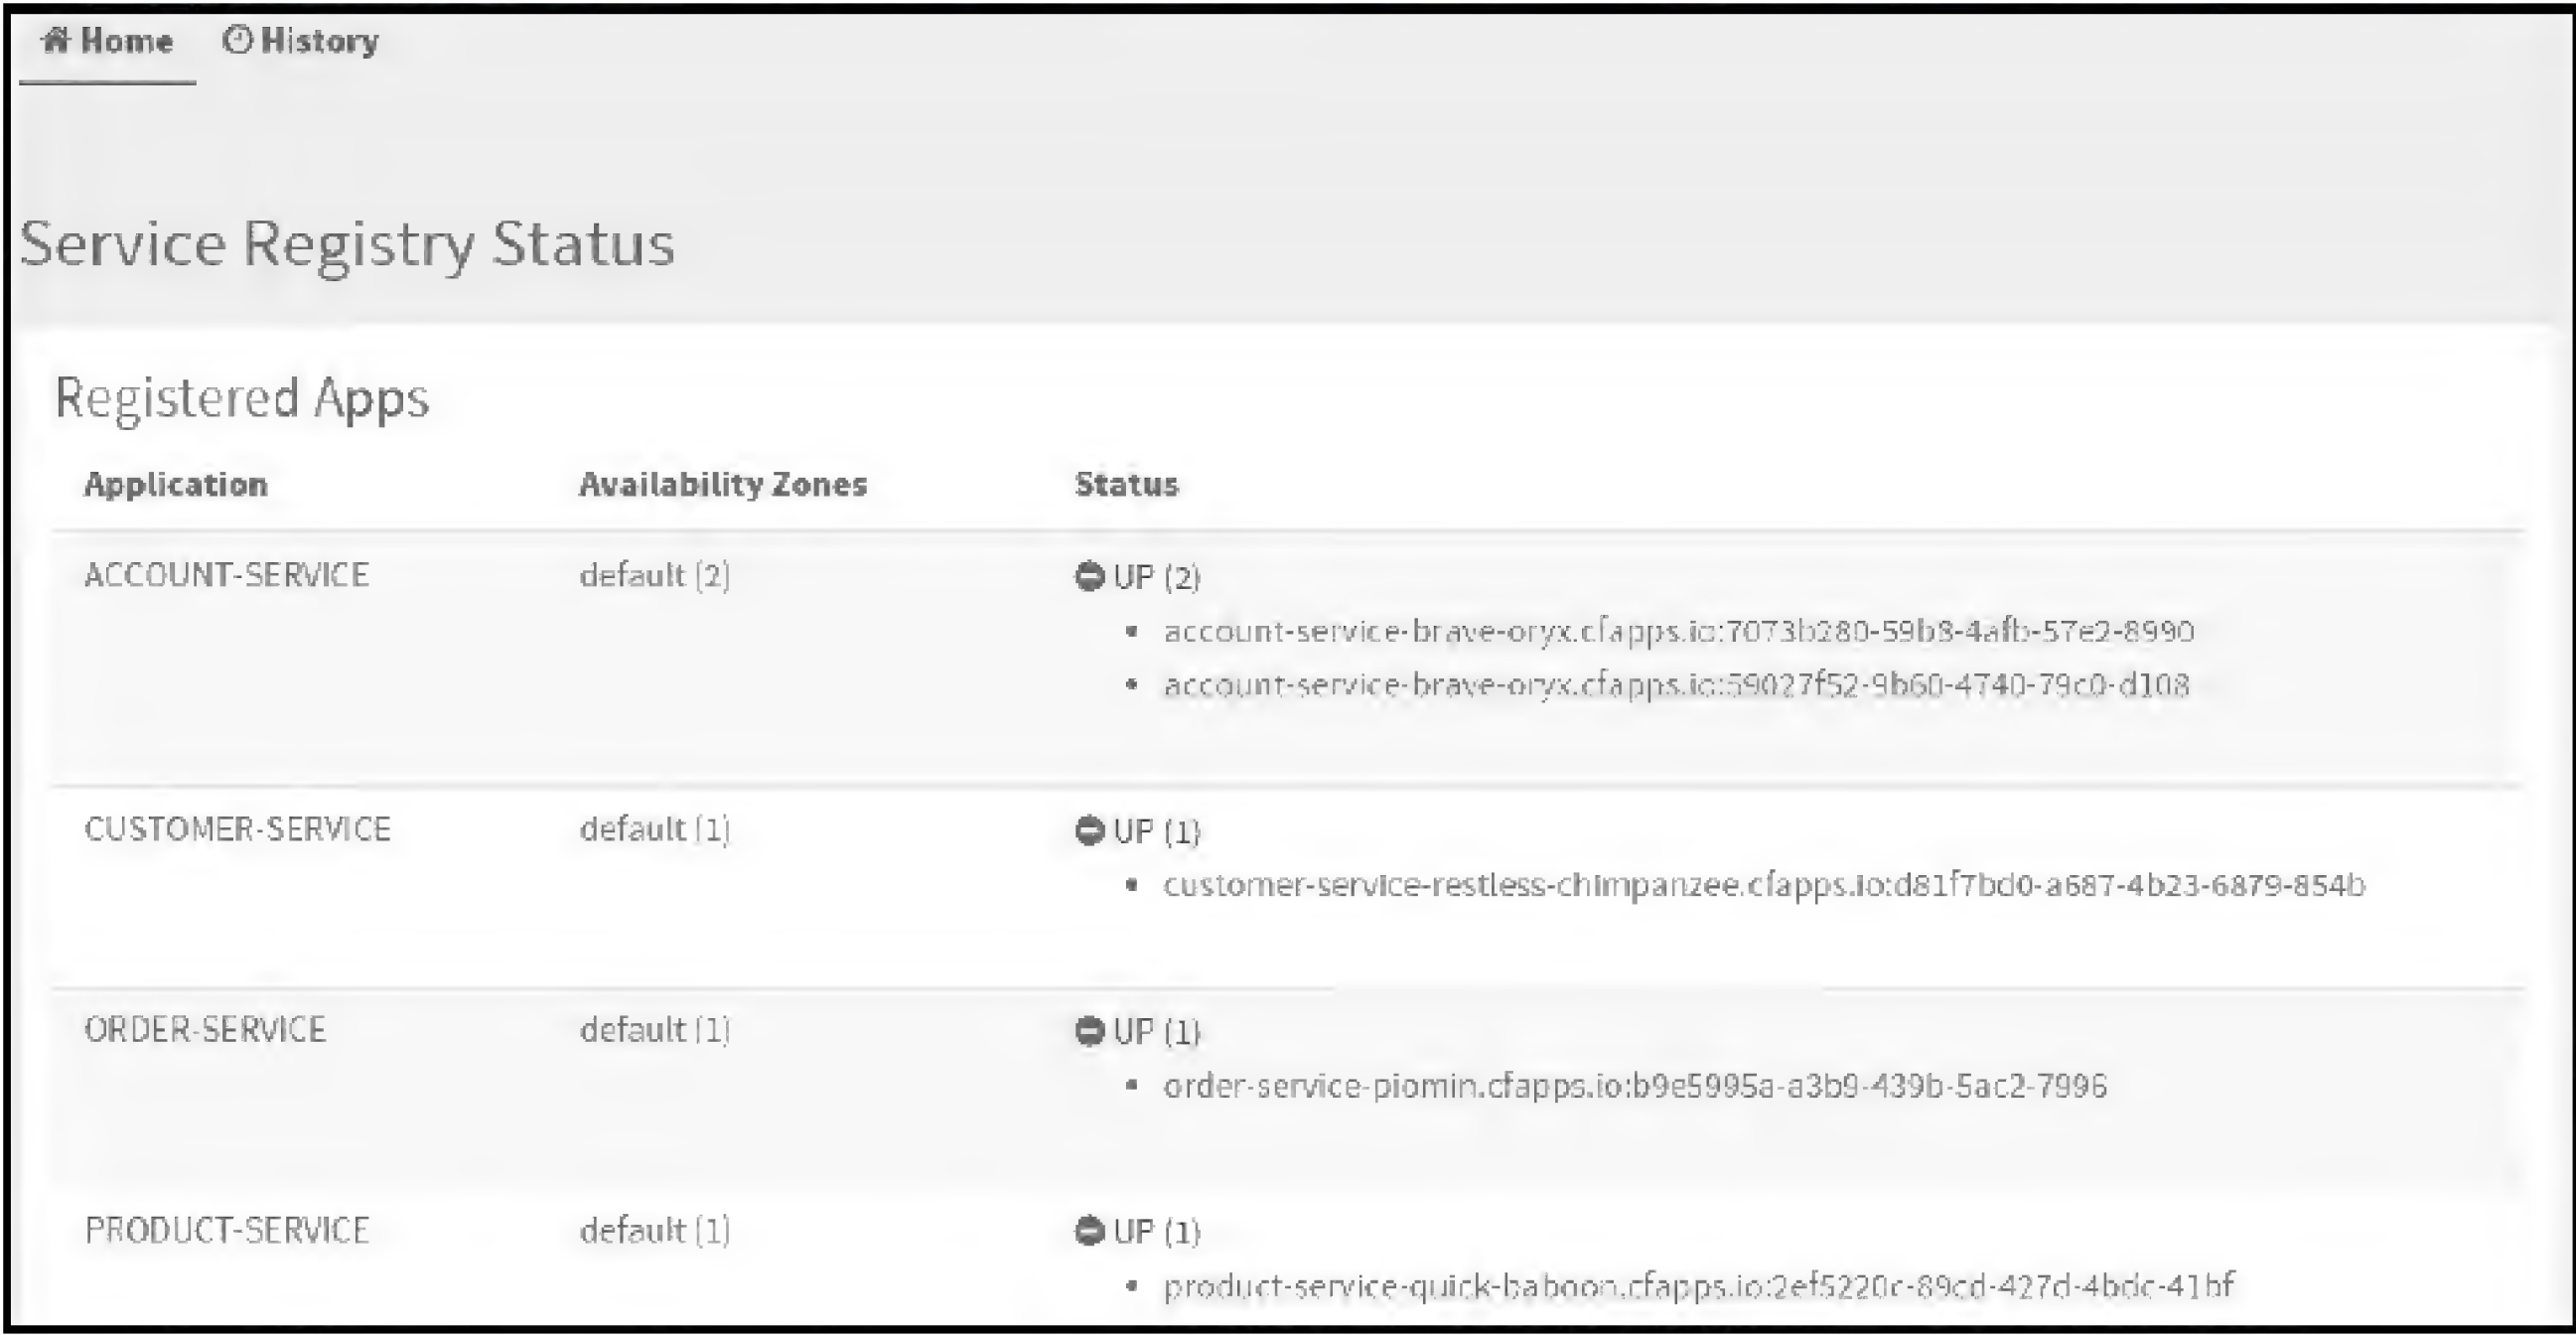 Home History
Service Registry Status
Registered Apps
Application Availability Zones Status
ACCOUNT-SERVICE default (2) UP (2)
• account-service-brave-oryx.cfapps.io:7073b280-59b8-4afb-57e2-8990
• account-service-brave-oryx.cfapps.io:59027f52-9b60-4740-79c0-d108
CUSTOMER-SERVICE default (1) UP (1)
• customer-service-restless-chimpanzee.cfapps.io:d81f7bd0-a687-4b23-6879-854b
ORDER-SERVICE default (1) UP (1)
• order-service-piomin.cfapps.io:b9e5995a-a3b9-439b-5ac2-7996
PRODUCT-SERVICE default (1) UP (1)
• product-service-quick-baboon.cfapps.io:2ef5220c-89cd-427d-4bdc-41bf